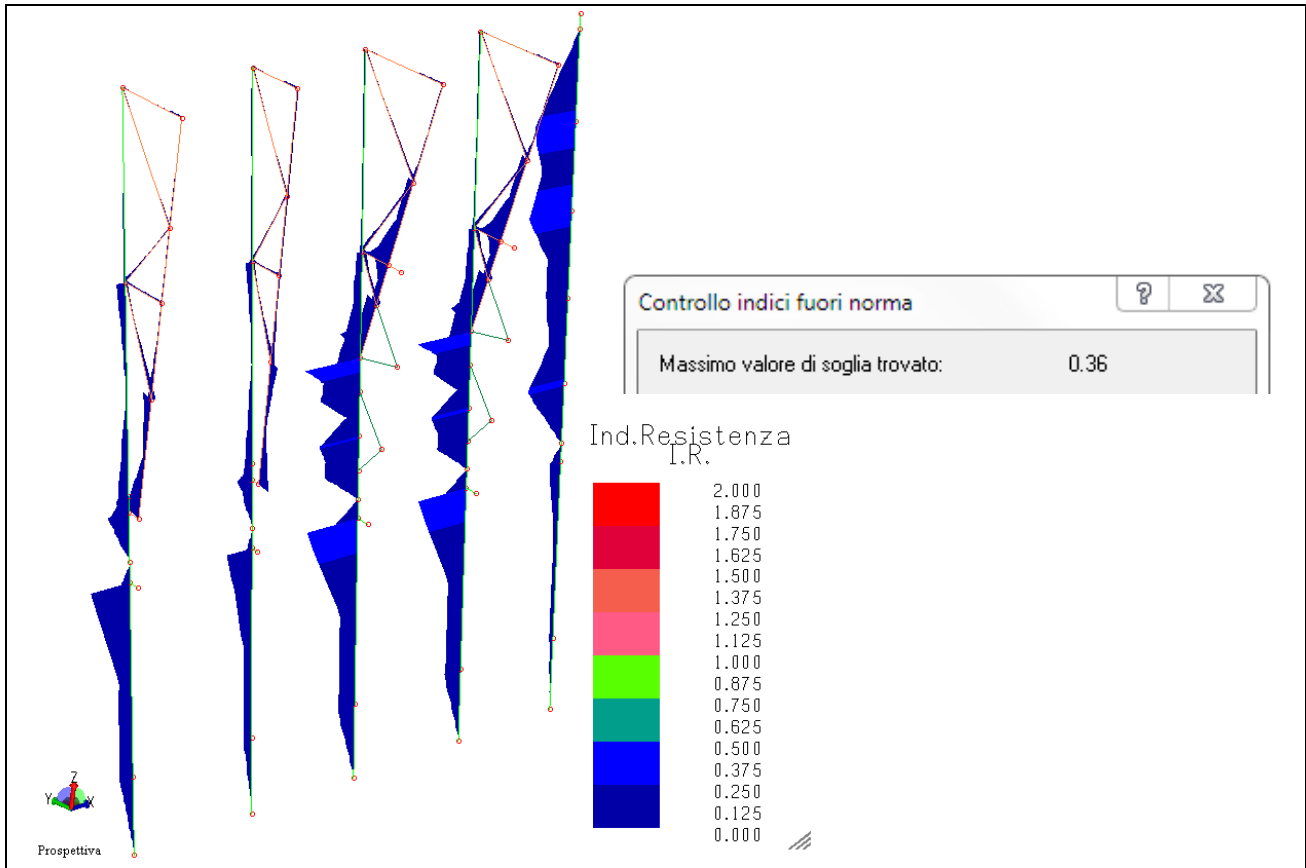 Controllo indici fuori norma
?
Massimo valore di soglia trovato: 0.36
Ind.Resistenza
I.R.
2.000
1.875
1.750
1.625
1.500
1.375
1.250
1.125
1.000
0.875
0.750
0.625
0.500
0.375
0.250
0.125
0.000
Z
Y X
Prospettiva